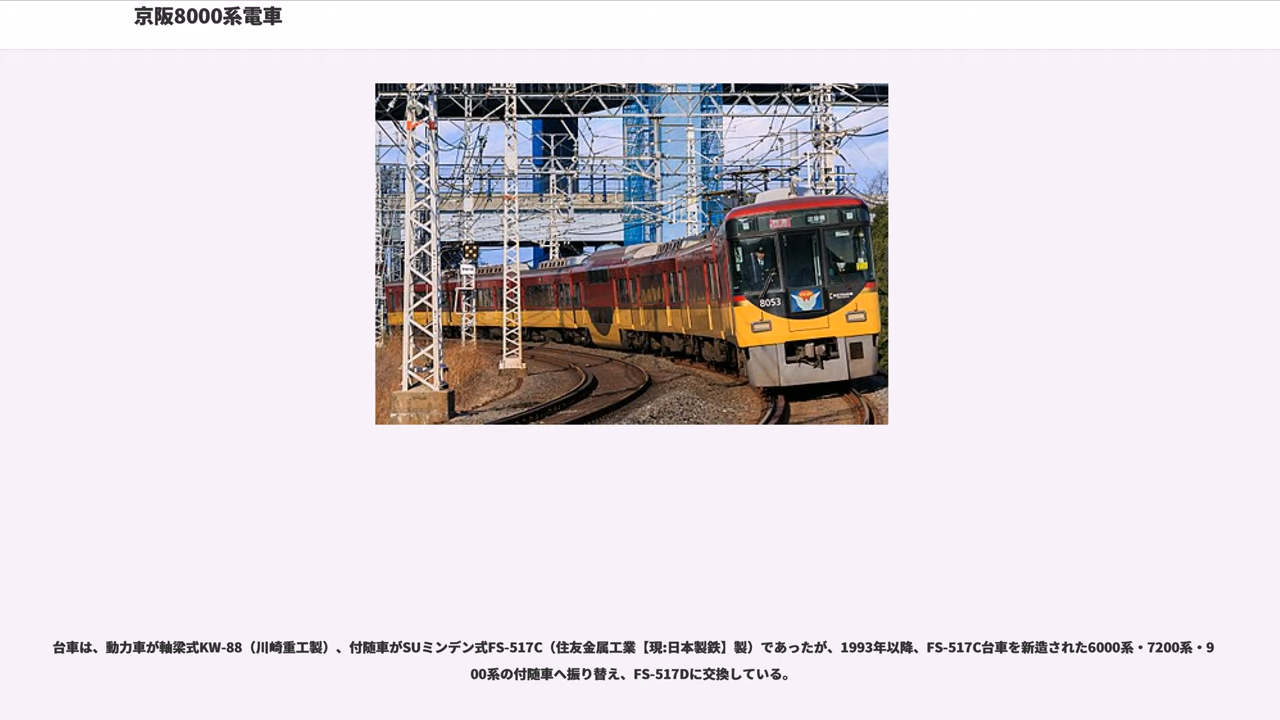 京阪8000系電車
8053
台車は、動力車が軸梁式KW-88（川崎重工製）、付随車がSUミンデン式FS-517C（住友金属工業【現:日本製鉄】製）であったが、1993年以降、FS-517C台車を新造された6000系・7200系・9
00系の付随車へ振り替え、FS-517Dに交換している。